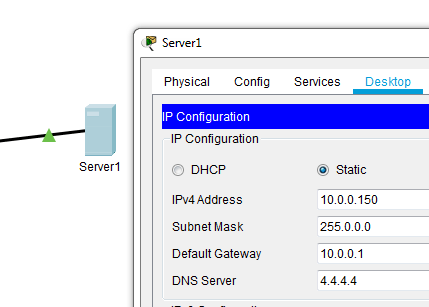 Server1
Physical Config Services Desktop
IP Configuration
IP Configuration
DHCP Static
IPv4 Address 10.0.0.150
Subnet Mask 255.0.0.0
Default Gateway 10.0.0.1
DNS Server 4.4.4.4
Server1